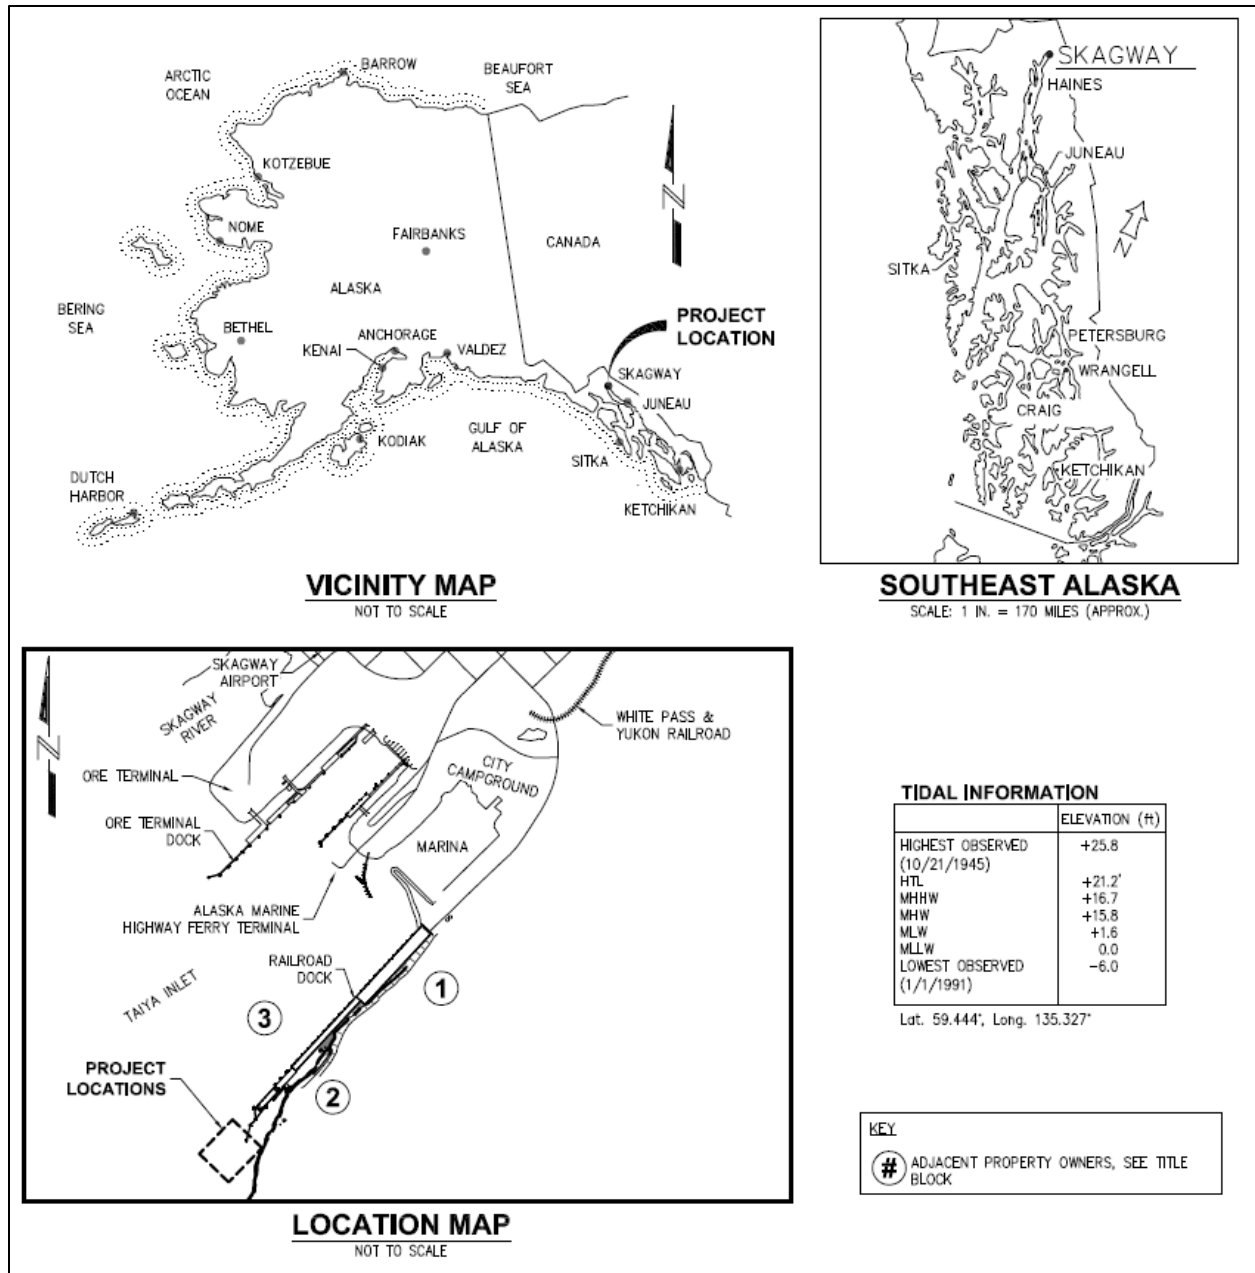 BARROW
BEAUFORT
SEA
ARCTIC
OCEAN
KOTZEBUE
NOME
FAIRBANKS
CANADA
ALASKA
BERING
SEA
BETHEL
ANCHORAGE
KENAI
VALDEZ
PROJECT
LOCATION
SKAGWAY
JUNEAU
KODIAK
GULF OF
ALASKA
SITKA
DUTCH
HARBOR
KETCHIKAN
N
VICINITY MAP
NOT TO SCALE
SKAGWAY
HAINES
JUNEAU
N
SITKA
PETERSBURG
WRANGELL
CRAIG
KETCHIKAN
SOUTHEAST ALASKA
SCALE: 1 IN. = 170 MILES (APPROX.)
N
SKAGWAY
AIRPORT
SKAGWAY
RIVER
WHITE PASS &
YUKON RAILROAD
ORE TERMINAL
CITY
CAMPGROUND
ORE TERMINAL
DOCK
MARINA
ALASKA MARINE
HIGHWAY FERRY TERMINAL
RAILROAD
DOCK
TAIYA INLET
1
3
2
PROJECT
LOCATIONS
LOCATION MAP
NOT TO SCALE
TIDAL INFORMATION
ELEVATION (ft)
HIGHEST OBSERVED +25.8
(10/21/1945)
HTL +21.2'
MHHW +16.7
MHW +15.8
MLW +1.6
MLLW 0.0
LOWEST OBSERVED -6.0
(1/1/1991)
Lat. 59.444°, Long. 135.327°
KEY
# ADJACENT PROPERTY OWNERS, SEE TITLE
BLOCK